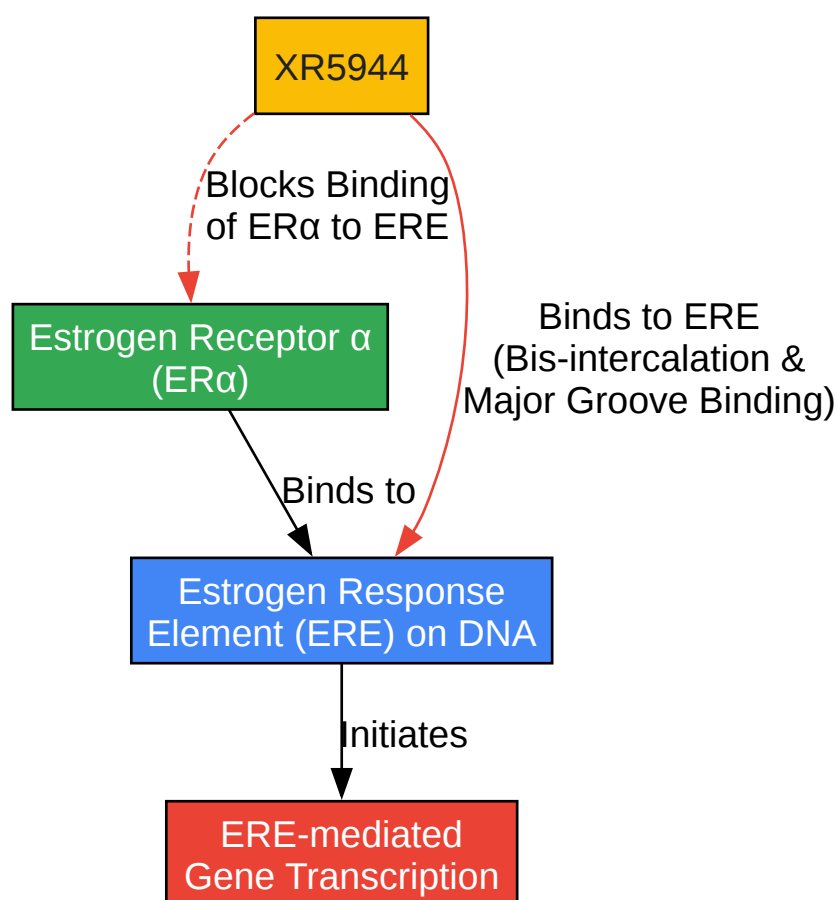 XR5944
Blocks Binding
of ERα to ERE
Estrogen Receptor α
(ERα)
Binds to ERE
(Bis-intercalation &
Major Groove Binding)
Binds to
Estrogen Response
Element (ERE) on DNA
Initiates
ERE-mediated
Gene Transcription